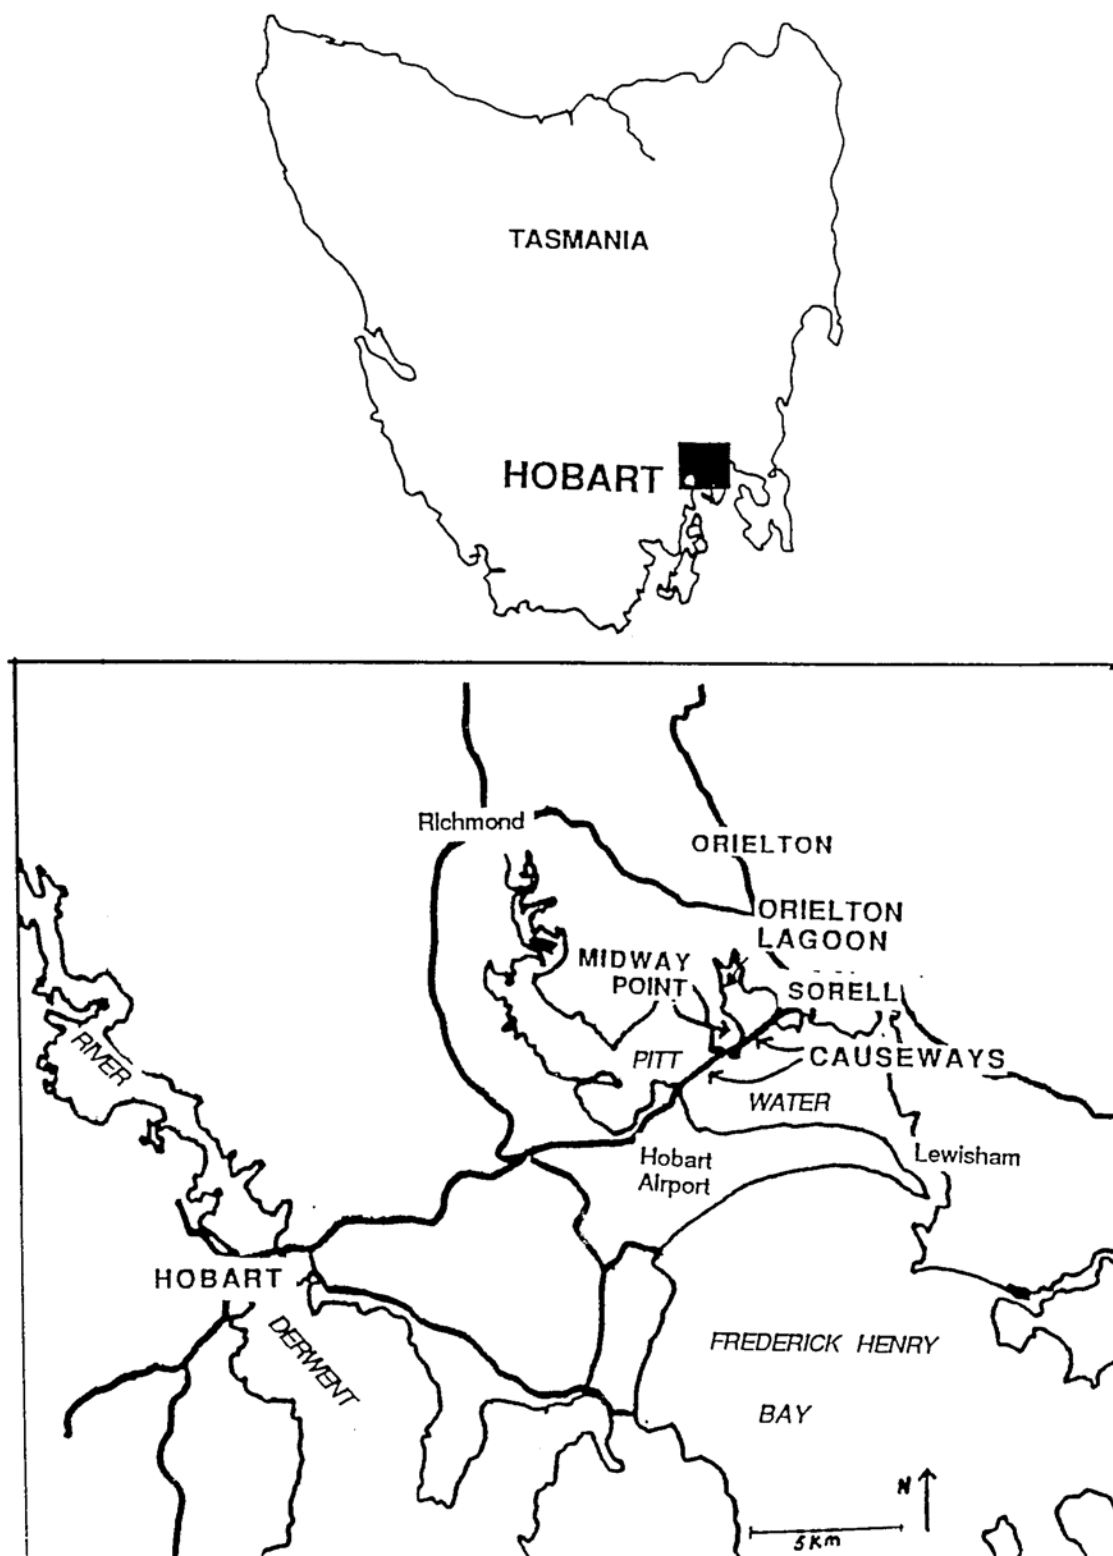 TASMANIA
HOBART
Richmond
ORIELTON
ORIELTON
LAGOON
MIDWAY
POINT
SORELL
RIVER
PITT
CAUSEWAYS
WATER
Hobart
Airport
Lewisham
HOBART
DERWENT
FREDERICK HENRY
BAY
N
5Km